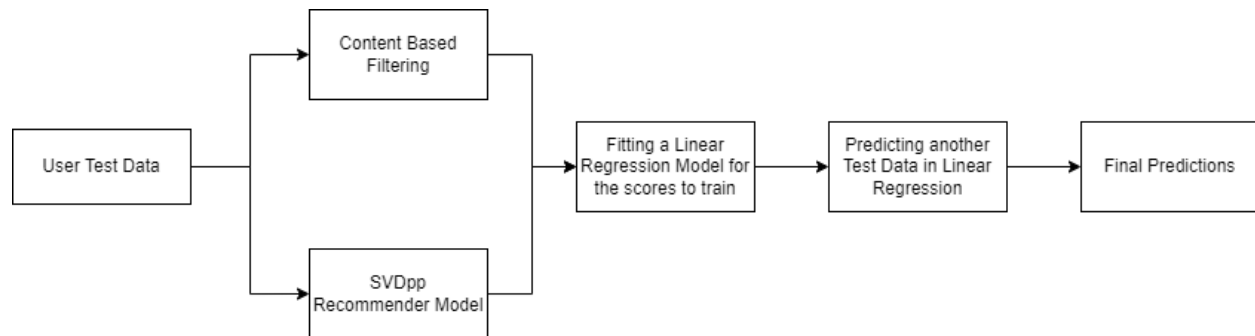 User Test Data
Content Based
Filtering
SVDpp
Recommender Model
Fitting a Linear
Regression Model for
the scores to train
Predicting another
Test Data in Linear
Regression
Final Predictions